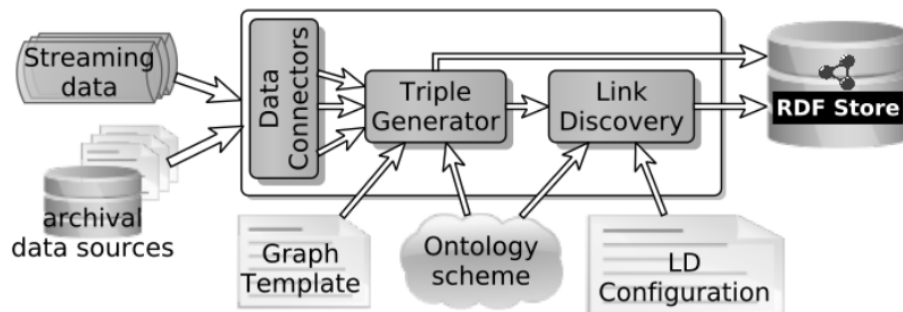 Streaming
data
archival
data sources
Data
Connectors
Triple
Generator
Link
Discovery
RDF Store
Graph
Template
Ontology
scheme
LD
Configuration